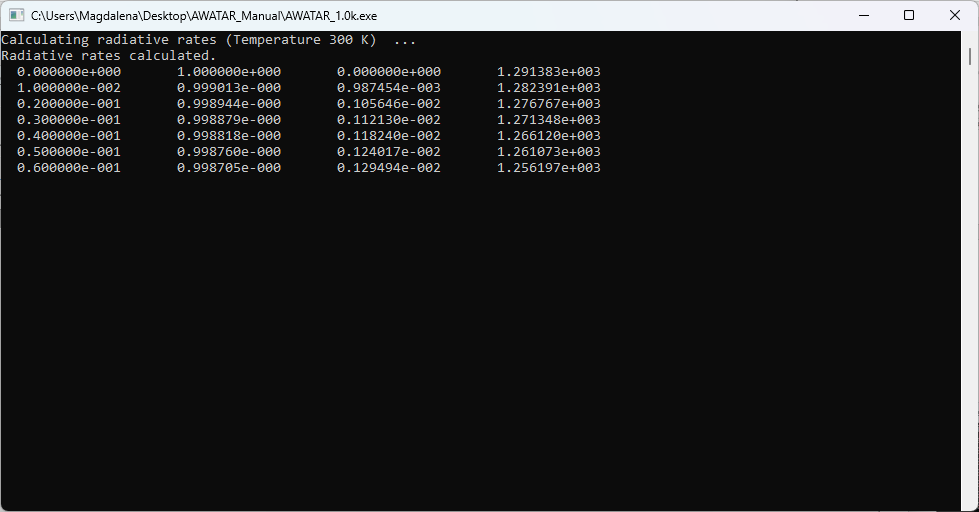 C:\Users\Magdalena\Desktop\AWATAR_Manual\AWATAR_1.0k.exe
Calculating radiative rates (Temperature 300 K)  ...
Radiative rates calculated.
  0.000000e+000       1.000000e+000       0.000000e+000       1.291383e+003
  1.000000e-002       0.999013e-000       0.987454e-003       1.282391e+003
  0.200000e-001       0.998944e-000       0.105646e-002       1.276767e+003
  0.300000e-001       0.998879e-000       0.112130e-002       1.271348e+003
  0.400000e-001       0.998818e-000       0.118240e-002       1.266120e+003
  0.500000e-001       0.998760e-000       0.124017e-002       1.261073e+003
  0.600000e-001       0.998705e-000       0.129494e-002       1.256197e+003